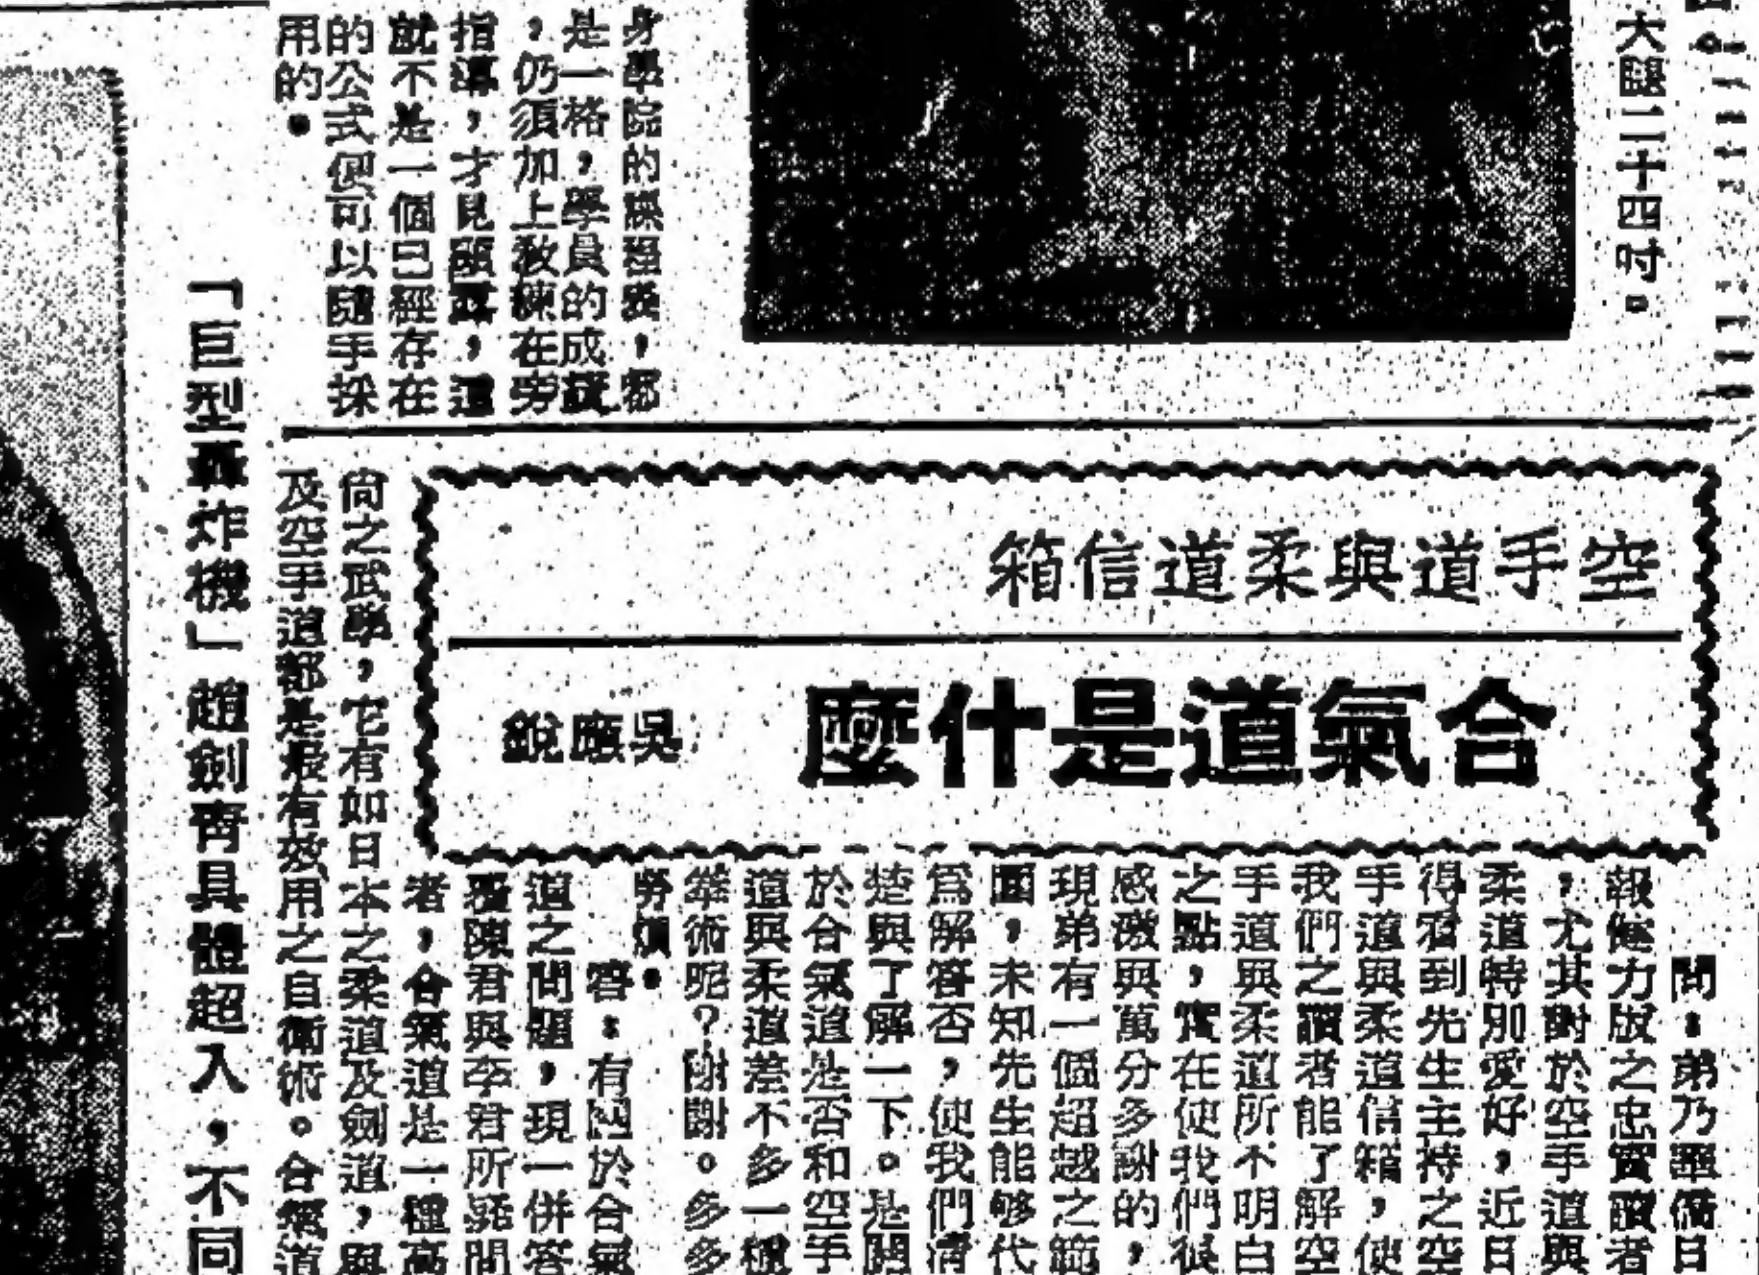 大腿二十四吋。
身學院的課程表，都
是一格，學員的成就
，仍須加上教練在旁
指導，才見顯著，這
就不是一個已經存在
的公式便可以隨手採
用的。
「巨型轟炸機」趙劍青具體超入，不同
空手道與柔道信箱
合氣道是什麼
吳應銳
問：弟乃華僑日
報健力版之忠實讀者
，尤其對於空手道與
柔道特別愛好，近日
得看到先生主持之空
手道與柔道信箱，使
我們之讀者能了解空
手道與柔道所不明白
之點，實在使我們很
感激與萬分多謝的，
現弟有一個超越之範
圍，未知先生能够代
爲解答否，使我們清
楚與了解一下。是關
於合氣道是否和空手
道與柔道差不多一種
拳術呢？謝謝。多多
勞煩。
答：有關於合氣
道之問題，現一併答
覆陳君與李君所疑問
者，合氣道是一種高
尚之武學，它有如日本之柔道及劍道，與
及空手道都是最有效用之自衛術。合氣道